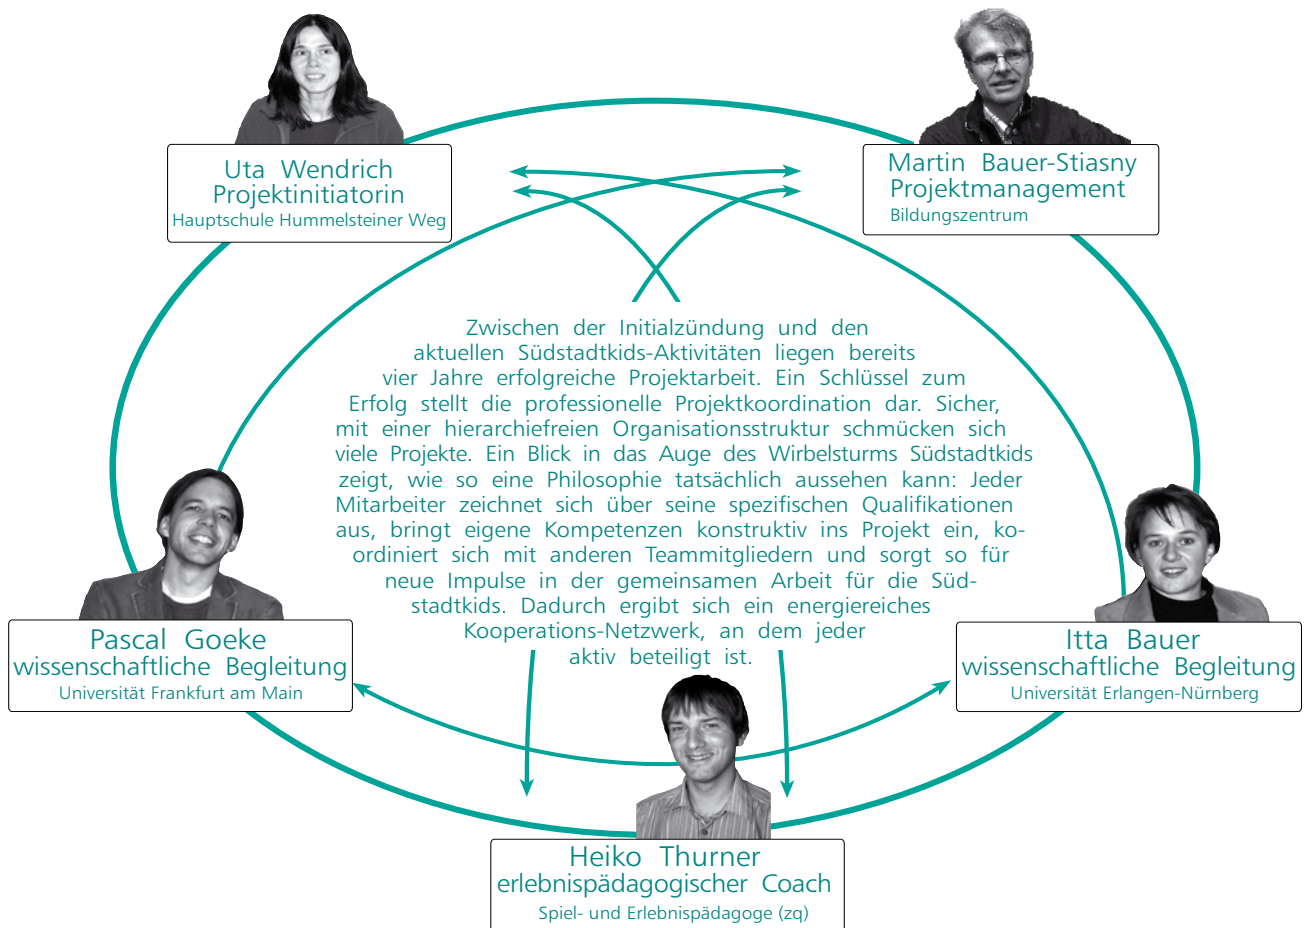 Uta Wendrich
Projektinitiatorin
Hauptschule Hummelsteiner Weg
Martin Bauer-Stiasny
Projektmanagement
Bildungszentrum
Zwischen der Initialzündung und den
aktuellen Südstadtkids-Aktivitäten liegen bereits
vier Jahre erfolgreiche Projektarbeit. Ein Schlüssel zum
Erfolg stellt die professionelle Projektkoordination dar. Sicher,
mit einer hierarchiefreien Organisationsstruktur schmücken sich
viele Projekte. Ein Blick in das Auge des Wirbelsturms Südstadtkids
zeigt, wie so eine Philosophie tatsächlich aussehen kann: Jeder
Mitarbeiter zeichnet sich über seine spezifischen Qualifikationen
aus, bringt eigene Kompetenzen konstruktiv ins Projekt ein, ko-
ordiniert sich mit anderen Teammitgliedern und sorgt so für
neue Impulse in der gemeinsamen Arbeit für die Süd-
stadtkids. Dadurch ergibt sich ein energiereiches
Kooperations-Netzwerk, an dem jeder
aktiv beteiligt ist.
Pascal Goeke
wissenschaftliche Begleitung
Universität Frankfurt am Main
Itta Bauer
wissenschaftliche Begleitung
Universität Erlangen-Nürnberg
Heiko Thurner
erlebnispädagogischer Coach
Spiel- und Erlebnispädagoge (zq)